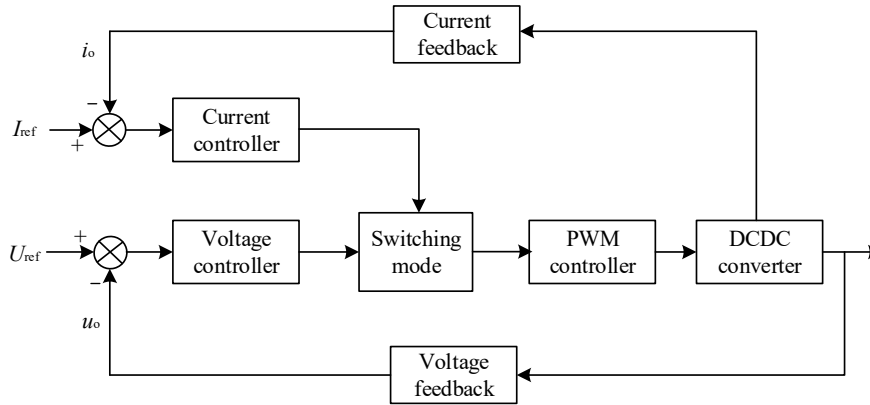 Current
feedback
io
−
Iref
+
Current
controller
Uref
+
−
Voltage
controller
Switching
mode
PWM
controller
DCDC
converter
uo
Voltage
feedback